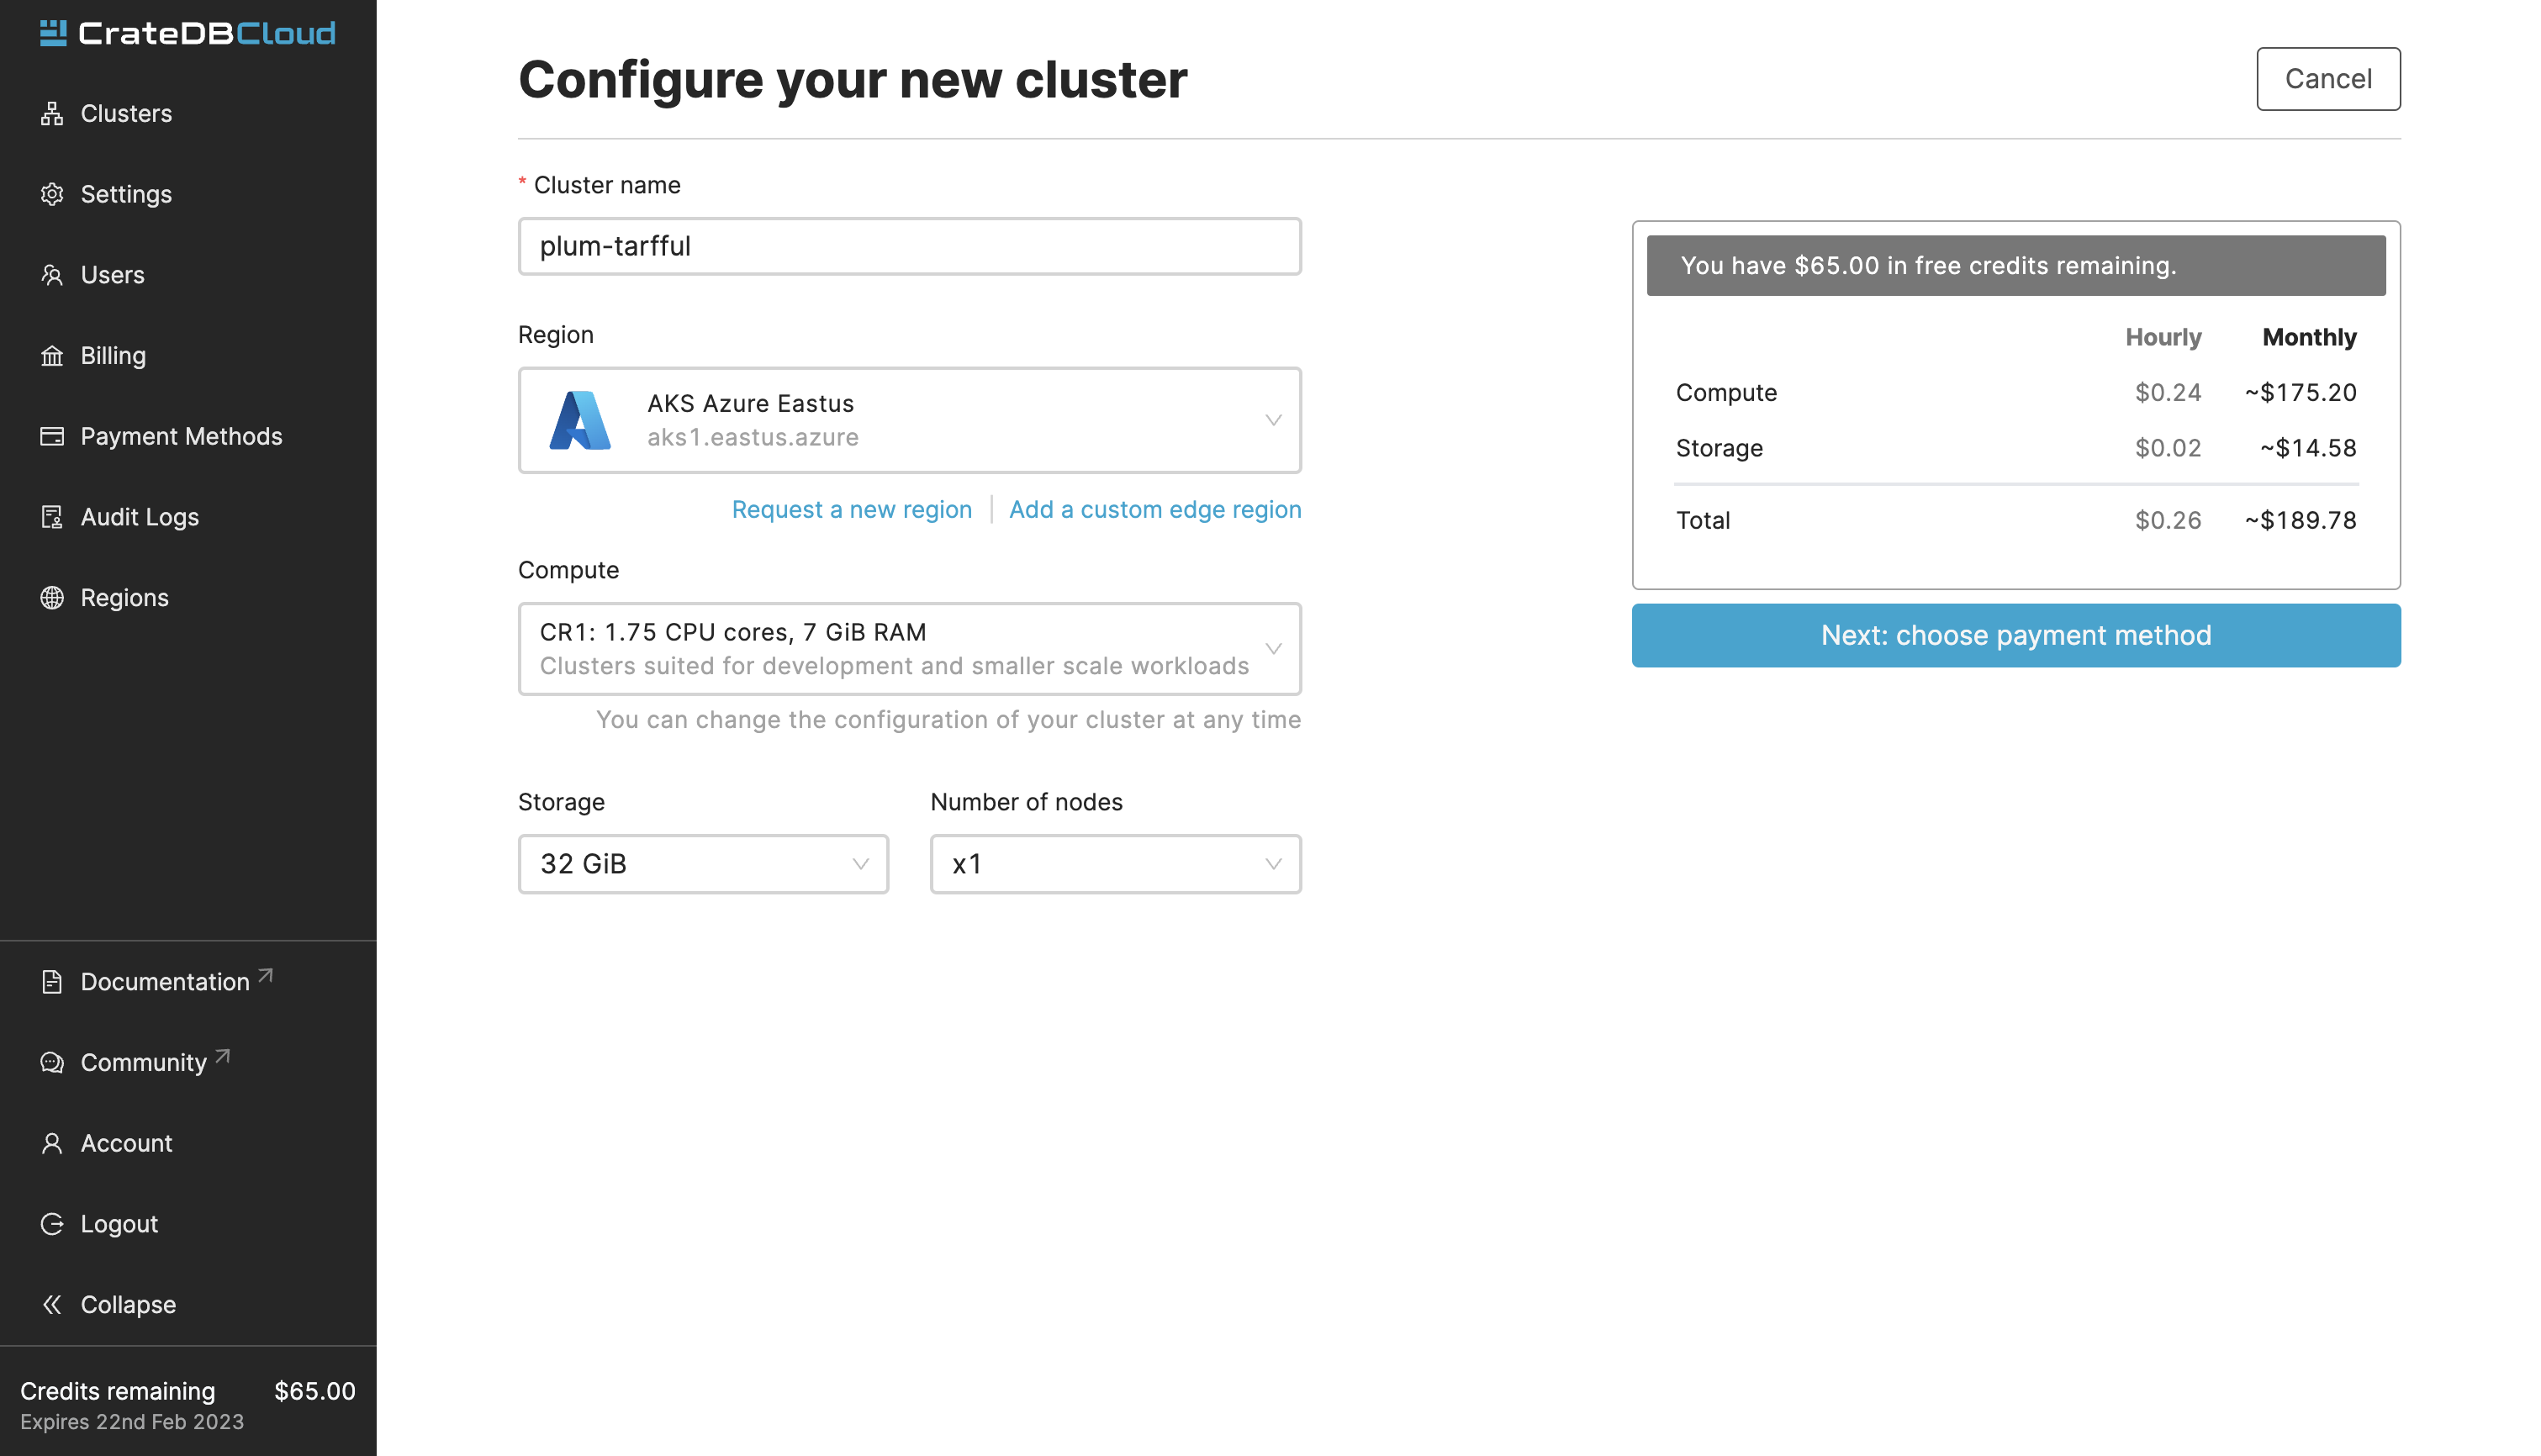 CrateDBCloud
Clusters
Settings
Users
Billing
Payment Methods
Audit Logs
Regions
Documentation
Community
Account
Logout
Collapse
Credits remaining $65.00
Expires 22nd Feb 2023
Configure your new cluster
Cancel
* Cluster name
plum-tarfful
Region
AKS Azure Eastus
aks1.eastus.azure
Request a new region | Add a custom edge region
Compute
CR1: 1.75 CPU cores, 7 GiB RAM
Clusters suited for development and smaller scale workloads
You can change the configuration of your cluster at any time
Storage
32 GiB
Number of nodes
x1
You have $65.00 in free credits remaining.
Hourly Monthly
Compute $0.24 ~$175.20
Storage $0.02 ~$14.58
Total $0.26 ~$189.78
Next: choose payment method